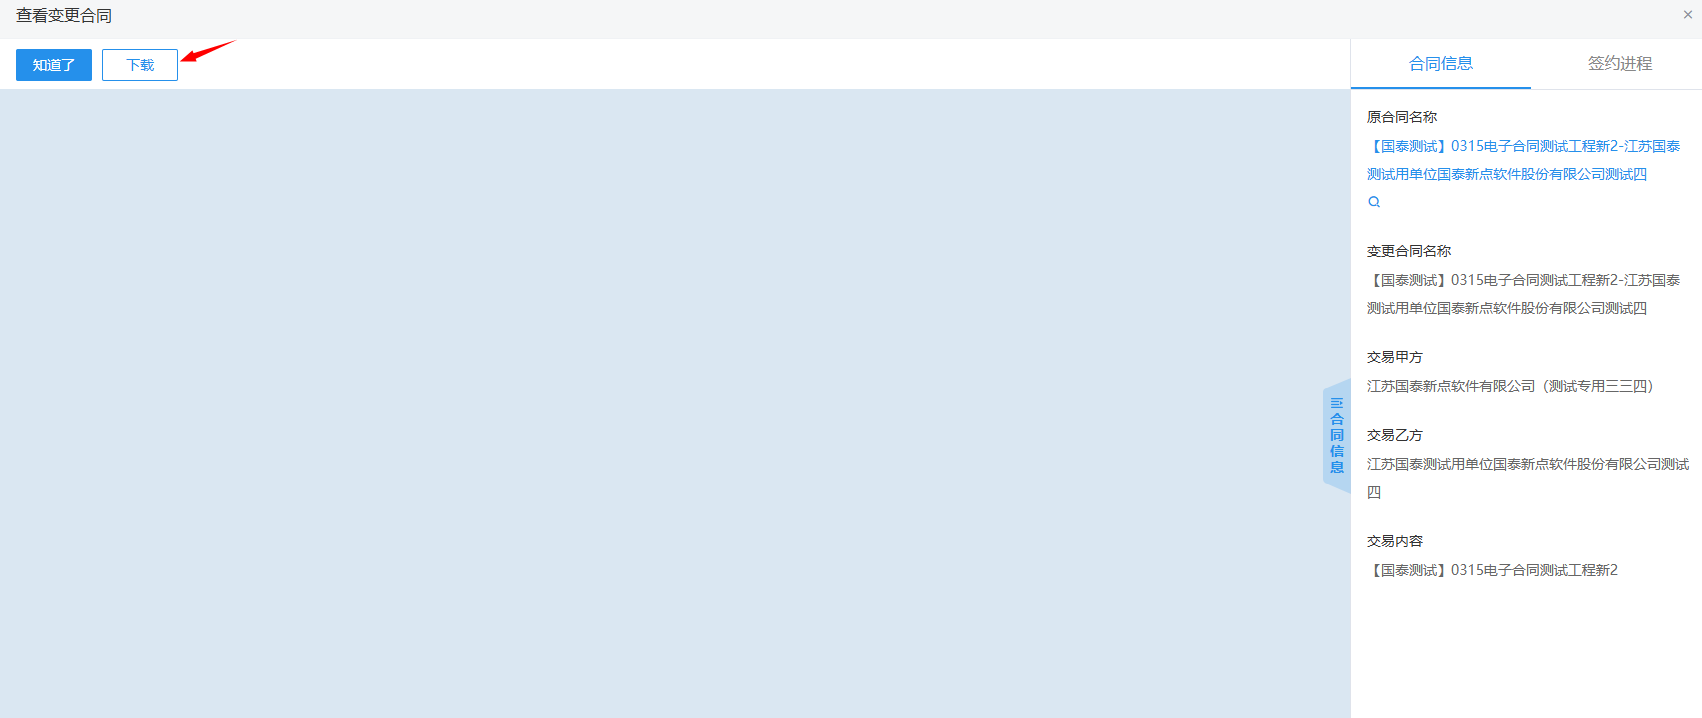 查看变更合同
知道了
下载
合同信息
签约进程
原合同名称
【国泰测试】0315电子合同测试工程新2-江苏国泰
测试用单位国泰新点软件股份有限公司测试四
变更合同名称
【国泰测试】0315电子合同测试工程新2-江苏国泰
测试用单位国泰新点软件股份有限公司测试四
交易甲方
江苏国泰新点软件有限公司（测试专用三三四）
合同信息
交易乙方
江苏国泰测试用单位国泰新点软件股份有限公司测试
四
交易内容
【国泰测试】0315电子合同测试工程新2